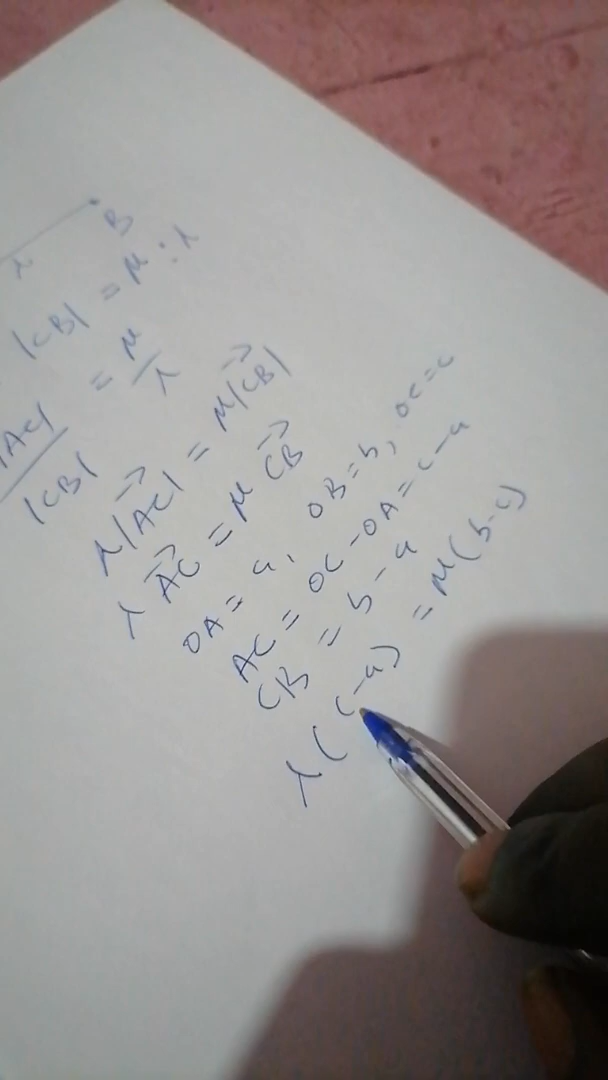 λ B
|CB| = μ : λ
|AC| / |CB| = μ / λ
λ|AC→| = μ|CB→|
λ AC→ = μ CB→
OA = a, OB = b, OC = c
AC = OC - OA = c - a
CB = b - a
λ(c-a) = μ(b-c)